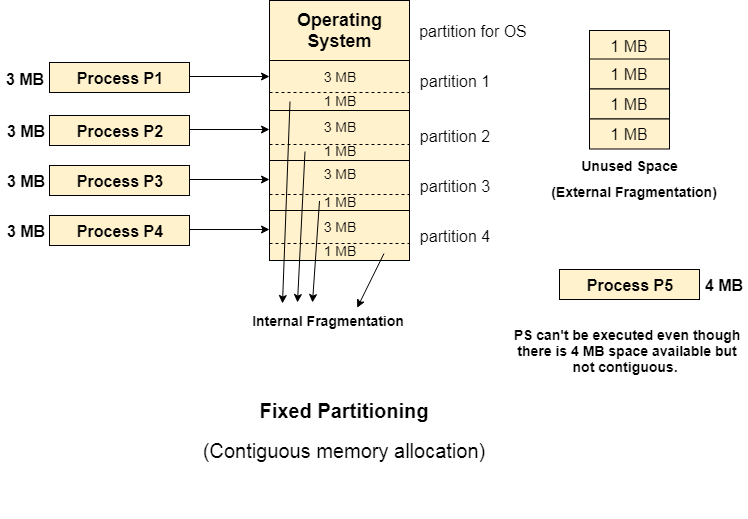 Operating
System
partition for OS
3 MB
Process P1
3 MB
1 MB
partition 1
3 MB
Process P2
3 MB
1 MB
partition 2
3 MB
Process P3
3 MB
1 MB
partition 3
3 MB
Process P4
3 MB
1 MB
partition 4
Internal Fragmentation
1 MB
1 MB
1 MB
1 MB
Unused Space
(External Fragmentation)
Process P5
4 MB
PS can't be executed even though
there is 4 MB space available but
not contiguous.
Fixed Partitioning
(Contiguous memory allocation)